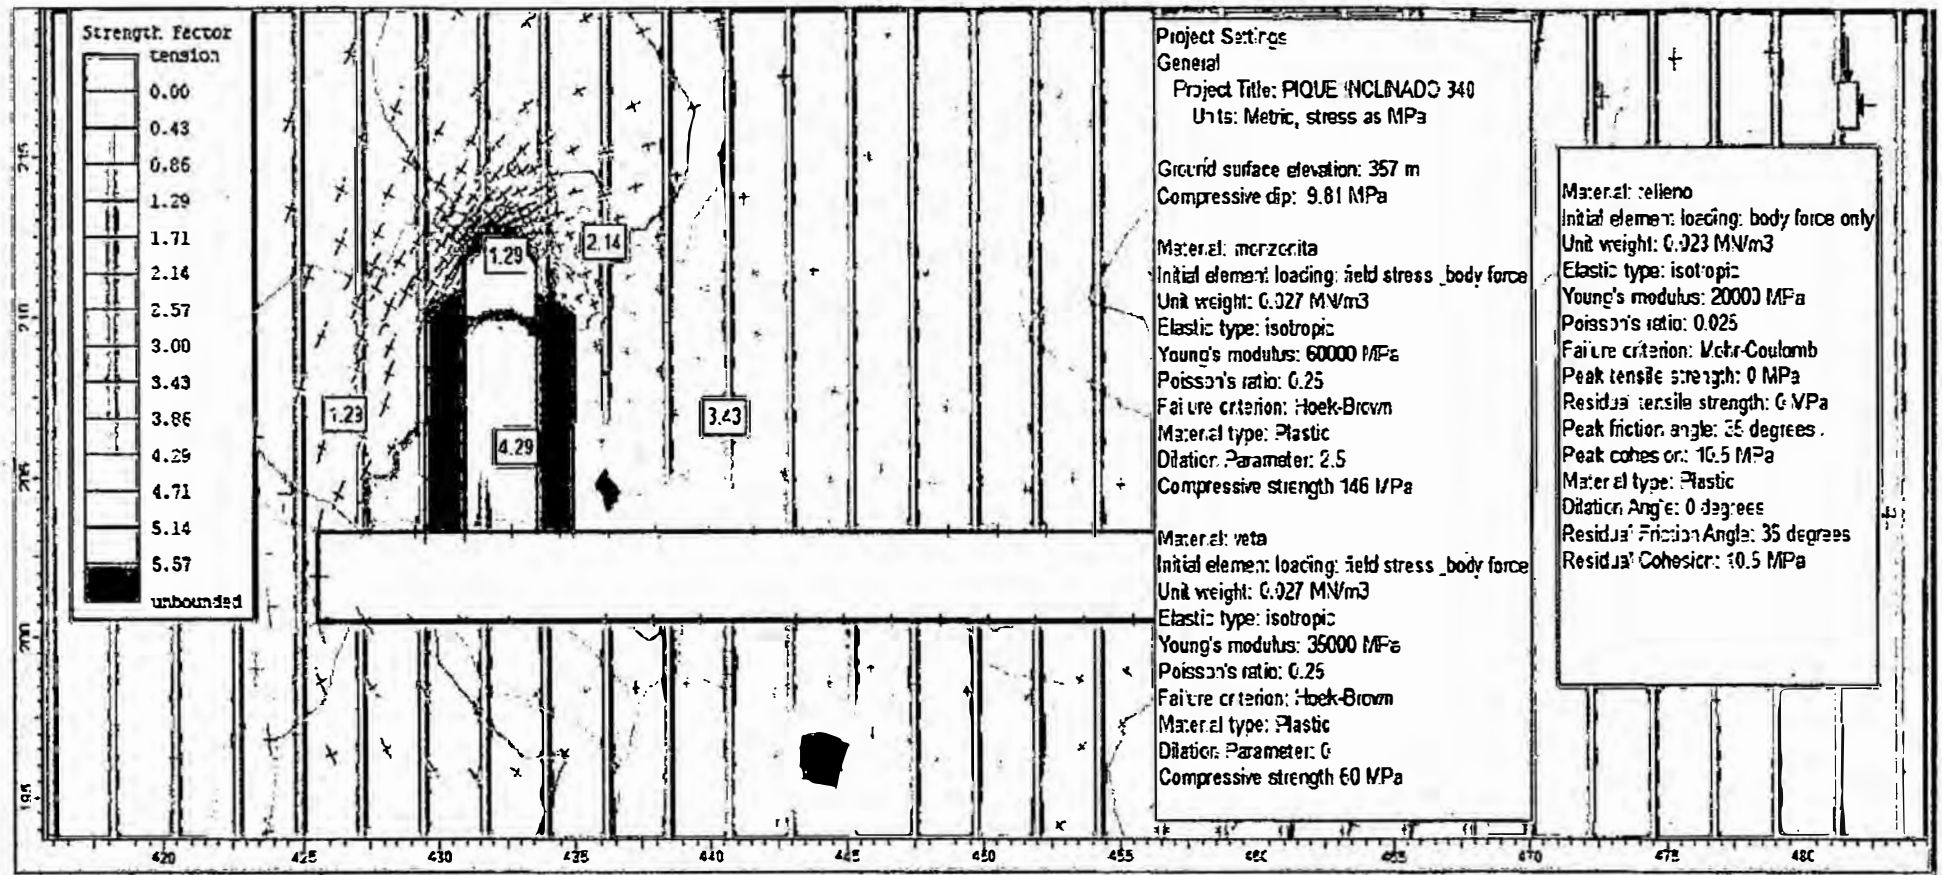 Strength Factor
tension
0.00
0.43
0.86
1.29
1.71
2.14
2.57
3.00
3.43
3.86
4.29
4.71
5.14
5.57
unbounded
1.29
2.14
1.29
4.29
3.43
Project Settings
General
Project Title: PIQUE INCLINADO 340
Units: Metric, stress as MPa
Ground surface elevation: 357 m
Compressive dip: 9.81 MPa
Material: monzonita
Initial element loading: field stress _body force
Unit weight: 0.027 MN/m3
Elastic type: isotropic
Young's modulus: 60000 MPa
Poisson's ratio: 0.25
Failure criterion: Hoek-Brown
Material type: Plastic
Dilation Parameter: 2.5
Compressive strength 146 MPa
Material: veta
Initial element loading: field stress _body force
Unit weight: 0.027 MN/m3
Elastic type: isotropic
Young's modulus: 35000 MPa
Poisson's ratio: 0.25
Failure criterion: Hoek-Brown
Material type: Plastic
Dilation Parameter: 0
Compressive strength 60 MPa
Material: relleno
Initial element loading: body force only
Unit weight: 0.023 MN/m3
Elastic type: isotropic
Young's modulus: 20000 MPa
Poisson's ratio: 0.025
Failure criterion: Mohr-Coulomb
Peak tensile strength: 0 MPa
Residual tensile strength: 0 MPa
Peak friction angle: 35 degrees
Peak cohesion: 10.5 MPa
Material type: Plastic
Dilation Angle: 0 degrees
Residual Friction Angle: 35 degrees
Residual Cohesion: 10.5 MPa
215
210
205
200
195
420 425 430 435 440 445 450 455 460 465 470 475 480